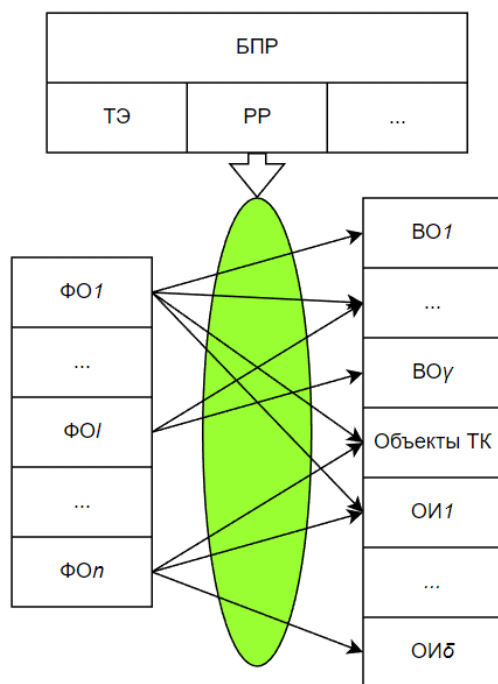 БПР
ТЭ РР ...
ФО1
...
ФОl
...
ФОn
ВО1
...
ВОγ
Объекты ТК
ОИ1
...
ОИδ